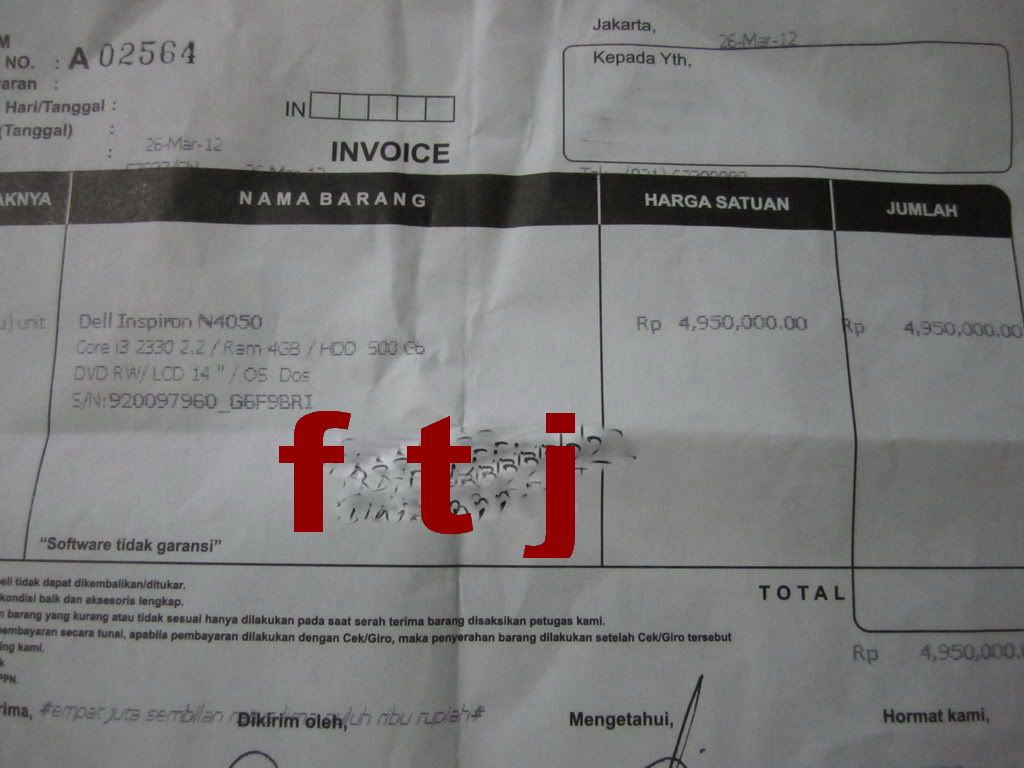 M
NO. : A 02564
aran :
Hari/Tanggal :
(Tanggal) :
: 26-Mar-12
IN
INVOICE
Jakarta, 26-Mar-12
Kepada Yth,
AKNYA NAMA BARANG HARGA SATUAN JUMLAH
u) unit Dell Inspiron N4050 Rp 4,950,000.00 Rp 4,950,000.00
Core i3 2330 2.2 / Ram 4GB / HDD 500 Gb
DVD RW/ LCD 14 " / OS Dos
S/N:920097960_G6F9BRI
f t j
“Software tidak garansi”
eli tidak dapat dikembalikan/ditukar.
kondisi baik dan aksesoris lengkap.
n barang yang kurang atau tidak sesuai hanya dilakukan pada saat serah terima barang disaksikan petugas kami.
pembayaran secara tunai, apabila pembayaran dilakukan dengan Cek/Giro, maka penyerahan barang dilakukan setelah Cek/Giro tersebut
ing kami.
k
PPN.
TOTAL
Rp 4,950,000.
rima, #empat juta sembilan ribu rupiah#
Dikirim oleh, Mengetahui, Hormat kami,